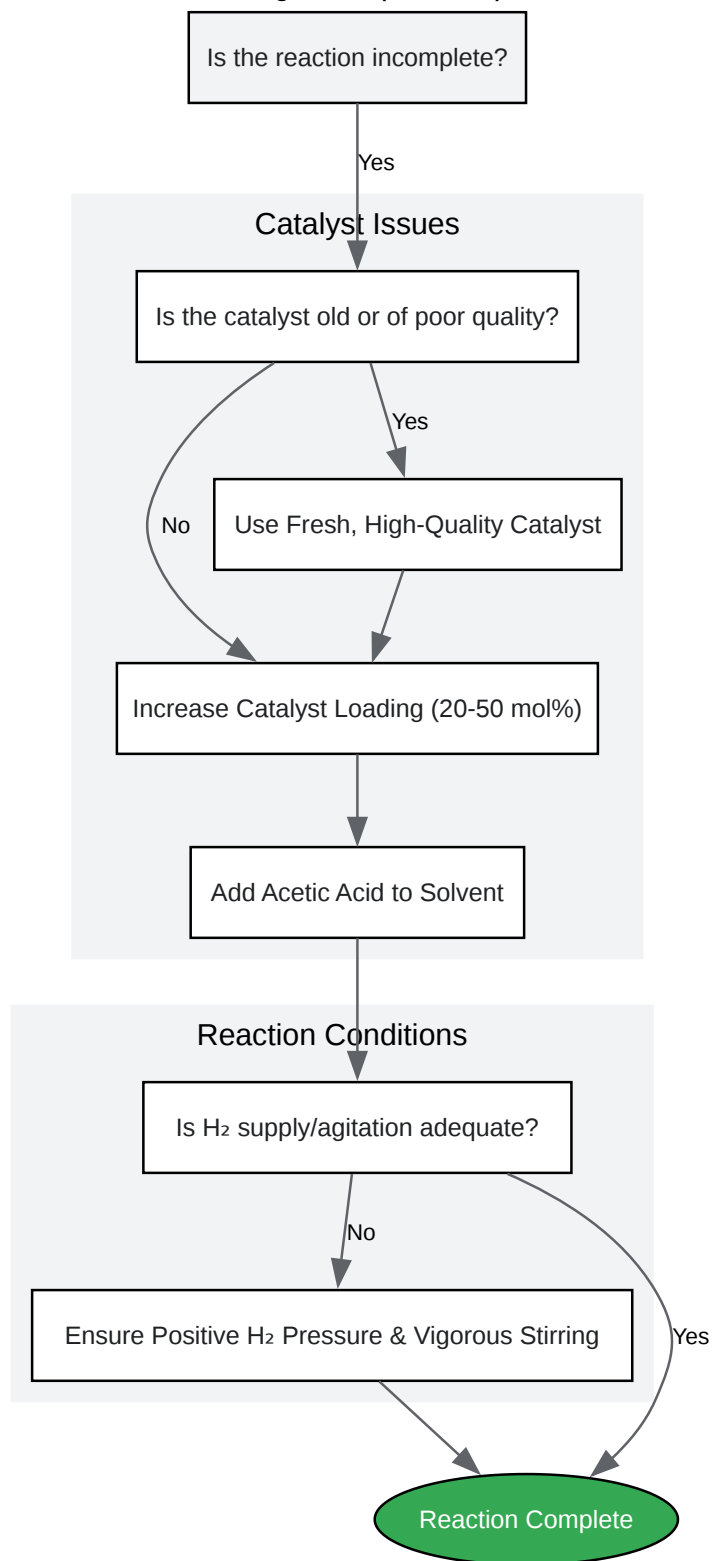 Is the reaction incomplete?
Yes
Catalyst Issues
Is the catalyst old or of poor quality?
Yes
No
Use Fresh, High-Quality Catalyst
Increase Catalyst Loading (20-50 mol%)
Add Acetic Acid to Solvent
Reaction Conditions
Is H₂ supply/agitation adequate?
No
Ensure Positive H₂ Pressure & Vigorous Stirring
Yes
Reaction Complete